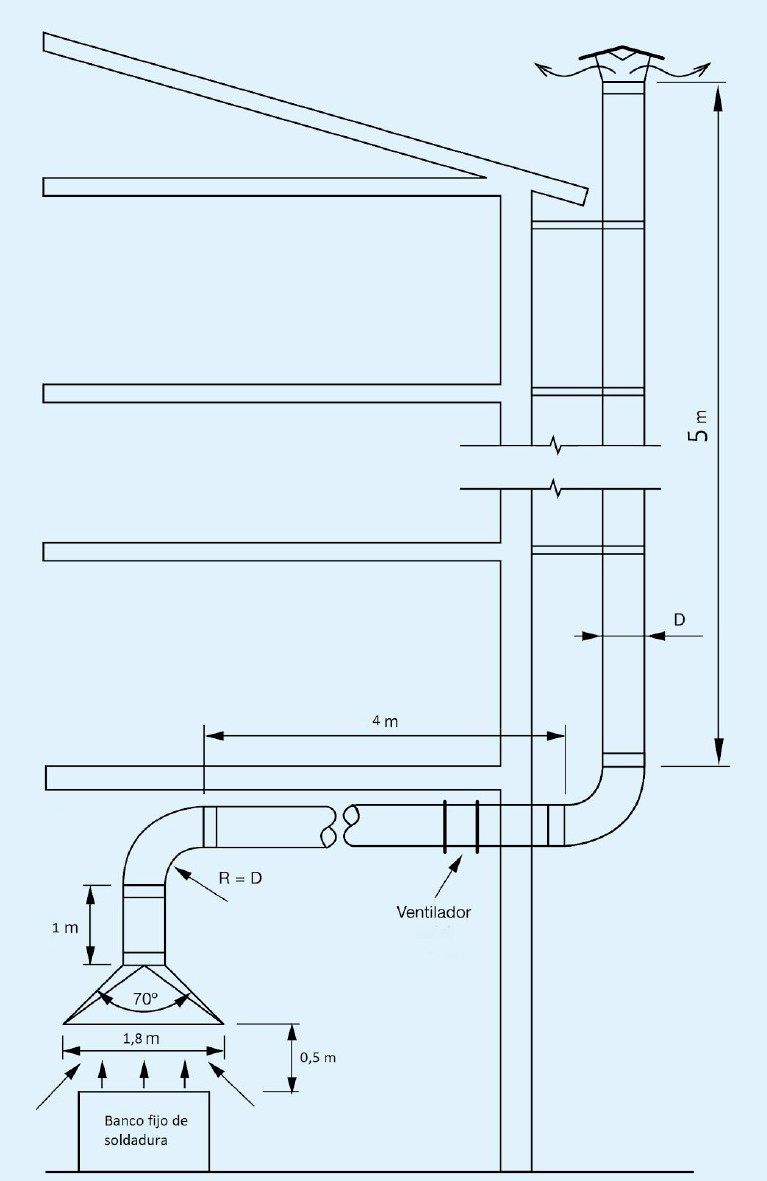 5 m
D
4 m
R = D
Ventilador
1 m
70º
1,8 m
0,5 m
Banco fijo de
soldadura